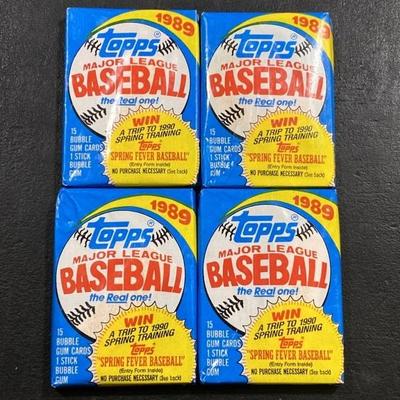 1989
Topps
MAJOR LEAGUE
BASEBALL
the Real one!
15
BUBBLE
GUM CARDS
1 STICK
BUBBLE
GUM
WIN
A TRIP TO 1990
SPRING TRAINING
Topps
"SPRING FEVER BASEBALL"
(Entry Form Inside)
NO PURCHASE NECESSARY (See back)
1989
Topps
MAJOR LEAGUE
BASEBALL
the Real one!
15
BUBBLE
GUM CARDS
1 STICK
BUBBLE
GUM
WIN
A TRIP TO 1990
SPRING TRAINING
Topps
"SPRING FEVER BASEBALL"
(Entry Form Inside)
NO PURCHASE NECESSARY (See back)
1989
Topps
MAJOR LEAGUE
BASEBALL
the Real one!
15
BUBBLE
GUM CARDS
1 STICK
BUBBLE
GUM
WIN
A TRIP TO 1990
SPRING TRAINING
Topps
"SPRING FEVER BASEBALL"
(Entry Form Inside)
NO PURCHASE NECESSARY (See back)
1989
Topps
MAJOR LEAGUE
BASEBALL
the Real one!
15
BUBBLE
GUM CARDS
1 STICK
BUBBLE
GUM
WIN
A TRIP TO 1990
SPRING TRAINING
Topps
"SPRING FEVER BASEBALL"
(Entry Form Inside)
NO PURCHASE NECESSARY (See back)